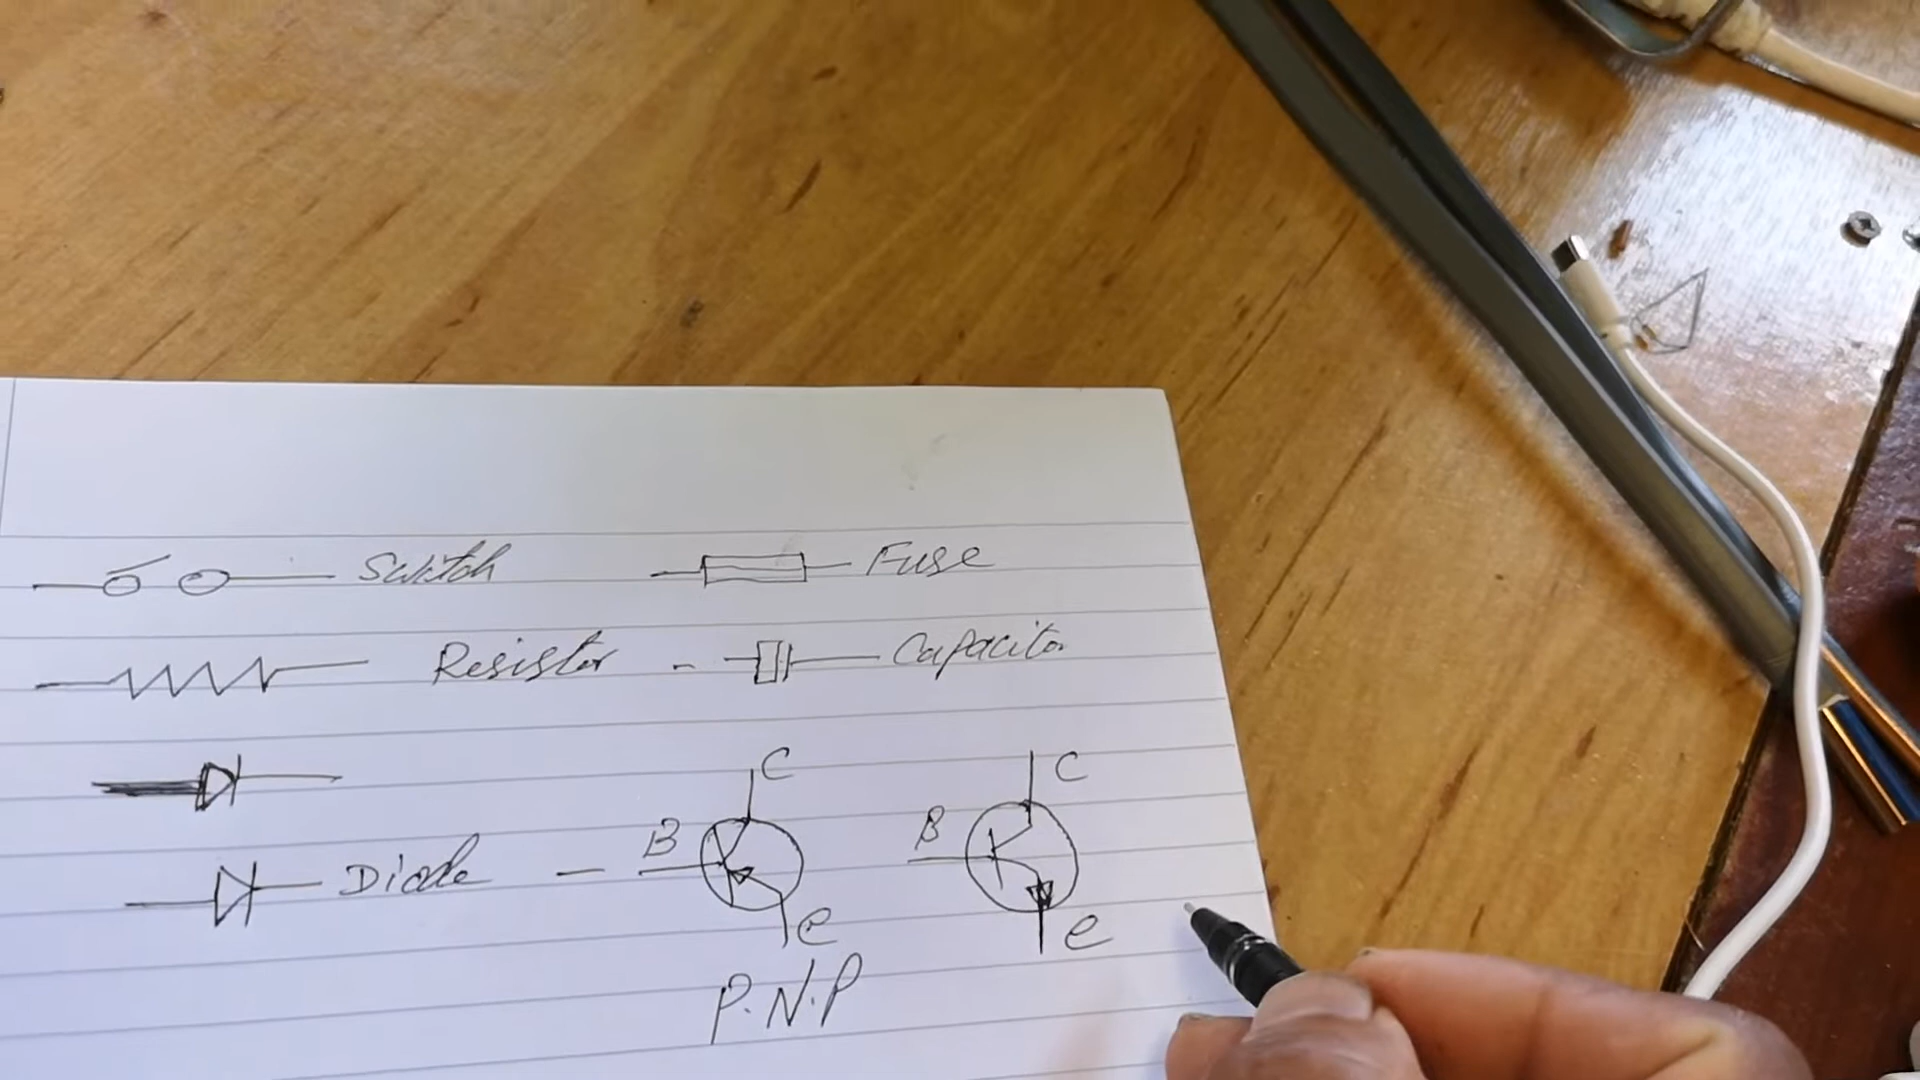 Switch Fuse
Resistor - Capacitor
C C
B B
Diode
e e
P.N.P